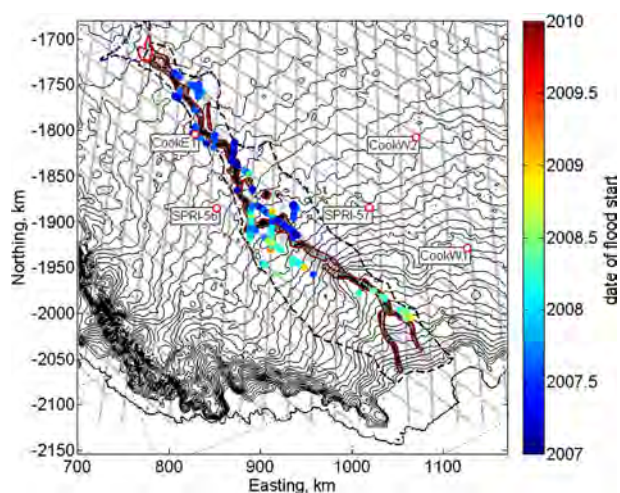 -1700
-1750
-1800
-1850
-1900
-1950
-2000
-2050
-2100
-2150
Northing, km
CookE1
CookW2
SPRI-56
SPRI-57
CookW1
700 800 900 1000 1100
Easting, km
2010
2009.5
2009
2008.5
2008
2007.5
2007
date of flood start